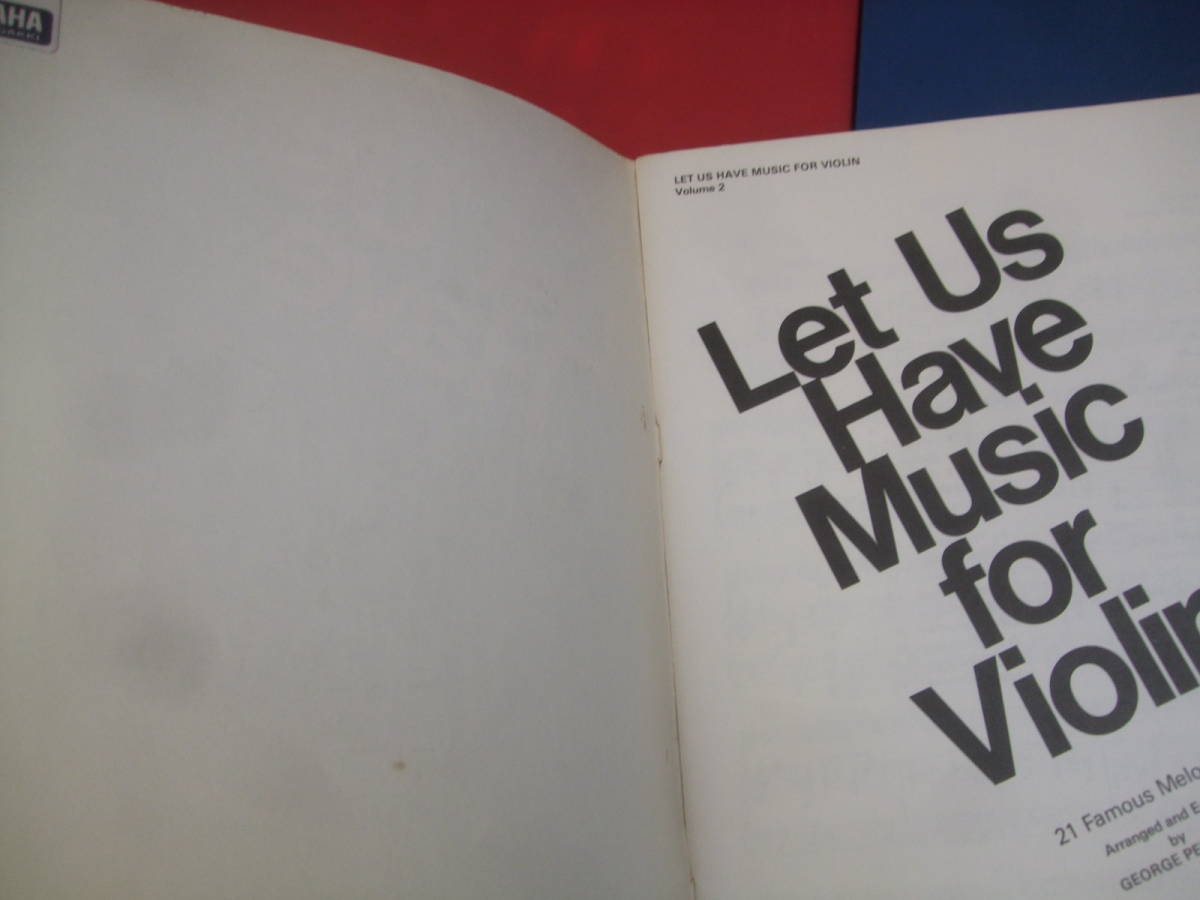 AHA
LET US HAVE MUSIC FOR VIOLIN
Volume 2
Let Us
Have
Music
for
Violin
21 Famous Melo
Arranged and E
by
GEORGE PE